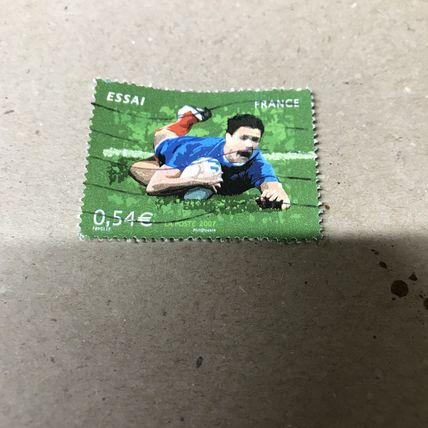 ESSAI
FRANCE
0,54€
LA POSTE 2007